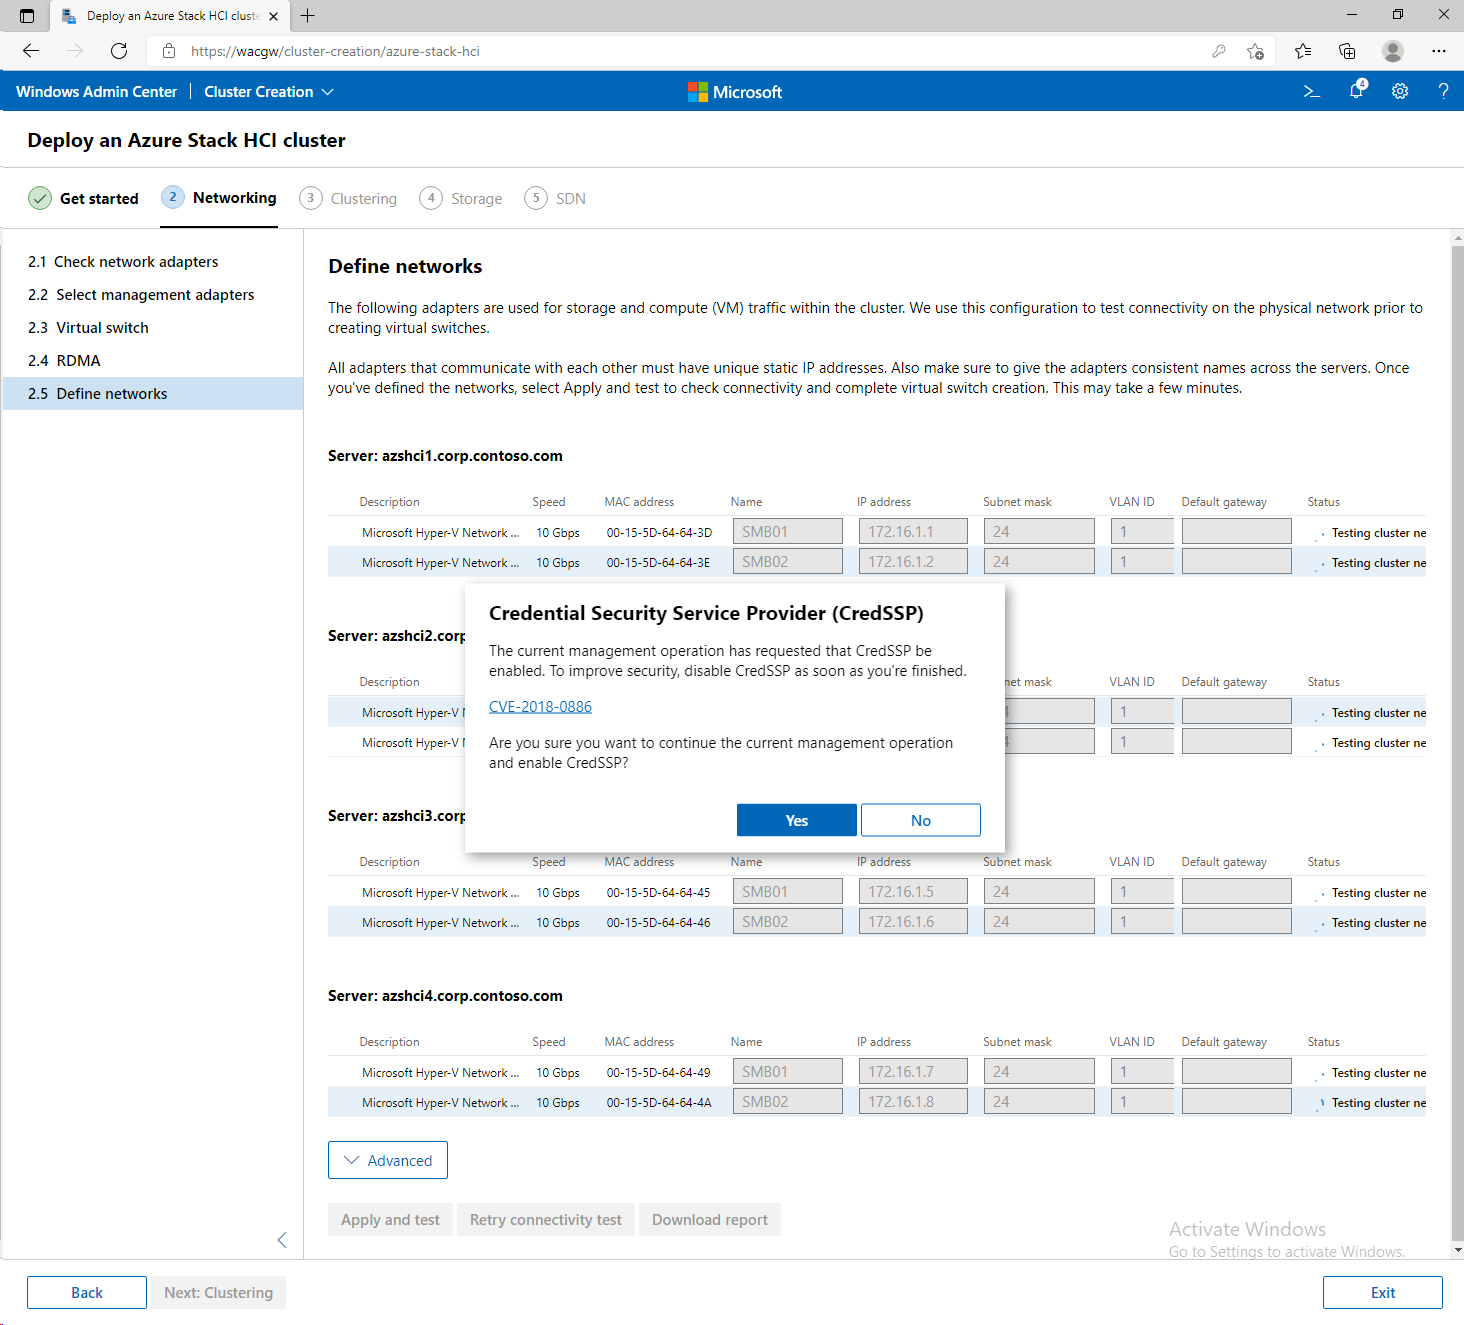 Deploy an Azure Stack HCI cluste
https://wacgw/cluster-creation/azure-stack-hci
Windows Admin Center Cluster Creation Microsoft 4 ?
Deploy an Azure Stack HCI cluster
Get started 2 Networking 3 Clustering 4 Storage 5 SDN
2.1 Check network adapters
2.2 Select management adapters
2.3 Virtual switch
2.4 RDMA
2.5 Define networks
Define networks
The following adapters are used for storage and compute (VM) traffic within the cluster. We use this configuration to test connectivity on the physical network prior to
creating virtual switches.
All adapters that communicate with each other must have unique static IP addresses. Also make sure to give the adapters consistent names across the servers. Once
you've defined the networks, select Apply and test to check connectivity and complete virtual switch creation. This may take a few minutes.
Server: azshci1.corp.contoso.com
Description Speed MAC address Name IP address Subnet mask VLAN ID Default gateway Status
Microsoft Hyper-V Network ... 10 Gbps 00-15-5D-64-64-3D SMB01 172.16.1.1 24 1 Testing cluster ne
Microsoft Hyper-V Network ... 10 Gbps 00-15-5D-64-64-3E SMB02 172.16.1.2 24 1 Testing cluster ne
Server: azshci2.corp
Description net mask VLAN ID Default gateway Status
Microsoft Hyper-V 1 Testing cluster ne
Microsoft Hyper-V 1 Testing cluster ne
Credential Security Service Provider (CredSSP)
The current management operation has requested that CredSSP be
enabled. To improve security, disable CredSSP as soon as you're finished.
CVE-2018-0886
Are you sure you want to continue the current management operation
and enable CredSSP?
Yes No
Server: azshci3.corp
Description Speed MAC address Name IP address Subnet mask VLAN ID Default gateway Status
Microsoft Hyper-V Network ... 10 Gbps 00-15-5D-64-64-45 SMB01 172.16.1.5 24 1 Testing cluster ne
Microsoft Hyper-V Network ... 10 Gbps 00-15-5D-64-64-46 SMB02 172.16.1.6 24 1 Testing cluster ne
Server: azshci4.corp.contoso.com
Description Speed MAC address Name IP address Subnet mask VLAN ID Default gateway Status
Microsoft Hyper-V Network ... 10 Gbps 00-15-5D-64-64-49 SMB01 172.16.1.7 24 1 Testing cluster ne
Microsoft Hyper-V Network ... 10 Gbps 00-15-5D-64-64-4A SMB02 172.16.1.8 24 1 Testing cluster ne
Advanced
Apply and test Retry connectivity test Download report
Activate Windows
Go to Settings to activate Windows.
Back Next: Clustering Exit